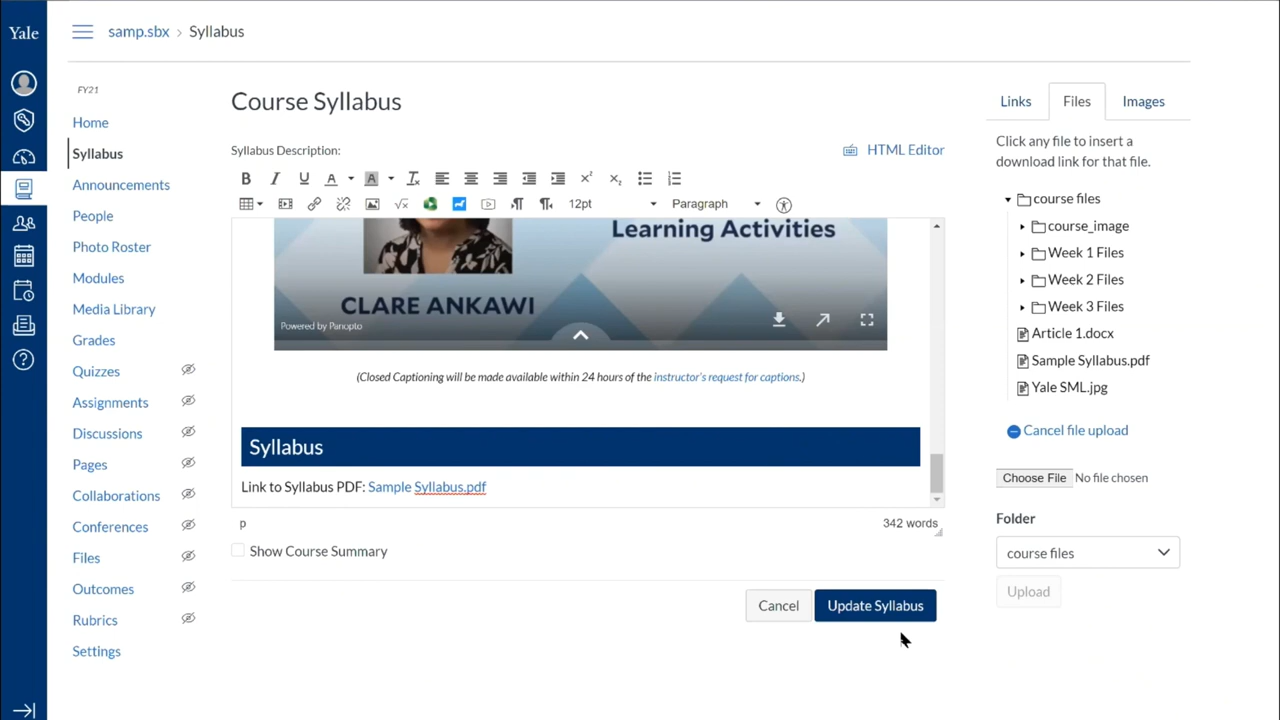 Yale
samp.sbx › Syllabus
FY21
Home
Syllabus
Announcements
People
Photo Roster
Modules
Media Library
Grades
Quizzes
Assignments
Discussions
Pages
Collaborations
Conferences
Files
Outcomes
Rubrics
Settings
Course Syllabus
Syllabus Description:
HTML Editor
12pt
Paragraph
Learning Activities
CLARE ANKAWI
Powered by Panopto
(Closed Captioning will be made available within 24 hours of the instructor's request for captions.)
Syllabus
Link to Syllabus PDF: Sample Syllabus.pdf
p
342 words
Show Course Summary
Cancel
Update Syllabus
Links
Files
Images
Click any file to insert a
download link for that file.
course files
course_image
Week 1 Files
Week 2 Files
Week 3 Files
Article 1.docx
Sample Syllabus.pdf
Yale SML.jpg
Cancel file upload
Choose File No file chosen
Folder
course files
Upload